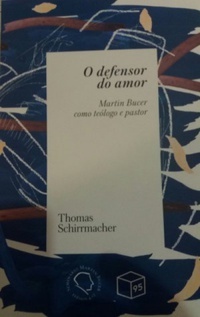 O defensor
do amor
Martin Bucer
como teólogo e pastor
Thomas
Schirrmacher
95